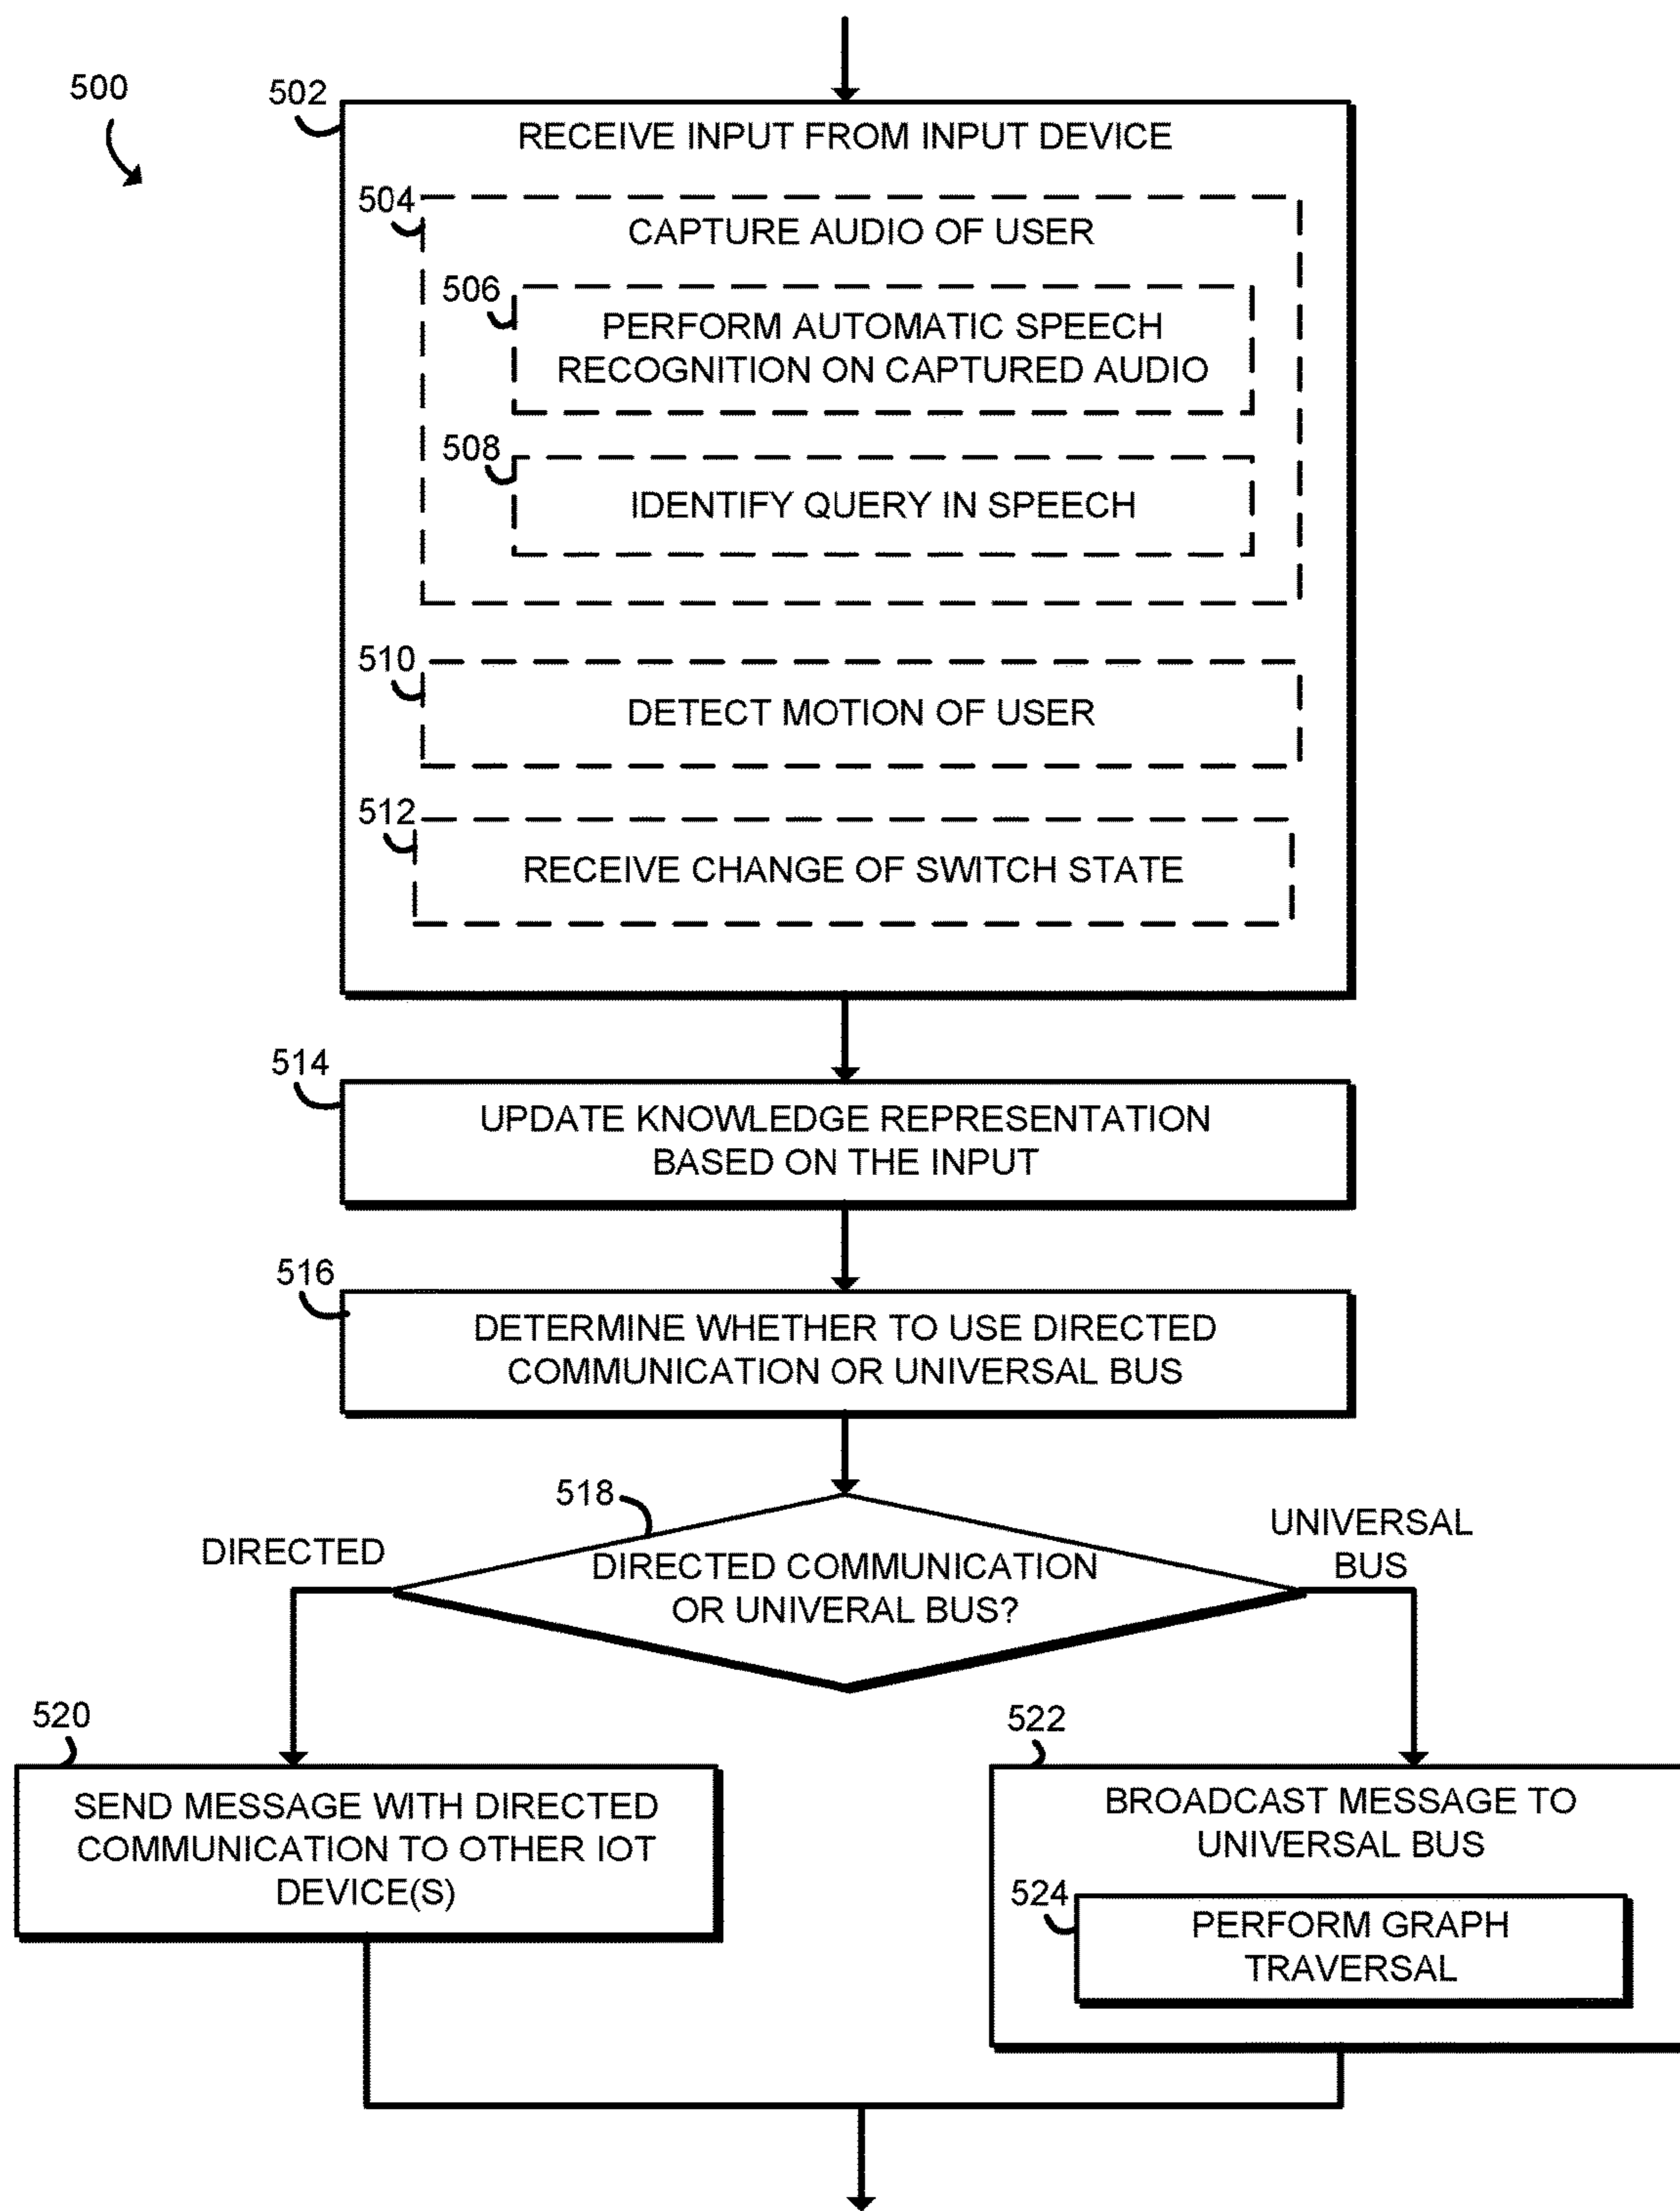 500
502
RECEIVE INPUT FROM INPUT DEVICE
504
CAPTURE AUDIO OF USER
506
PERFORM AUTOMATIC SPEECH
RECOGNITION ON CAPTURED AUDIO
508
IDENTIFY QUERY IN SPEECH
510
DETECT MOTION OF USER
512
RECEIVE CHANGE OF SWITCH STATE
514
UPDATE KNOWLEDGE REPRESENTATION
BASED ON THE INPUT
516
DETERMINE WHETHER TO USE DIRECTED
COMMUNICATION OR UNIVERSAL BUS
518
DIRECTED COMMUNICATION
OR UNIVERAL BUS?
DIRECTED
UNIVERSAL
BUS
520
SEND MESSAGE WITH DIRECTED
COMMUNICATION TO OTHER IOT
DEVICE(S)
522
BROADCAST MESSAGE TO
UNIVERSAL BUS
524
PERFORM GRAPH
TRAVERSAL